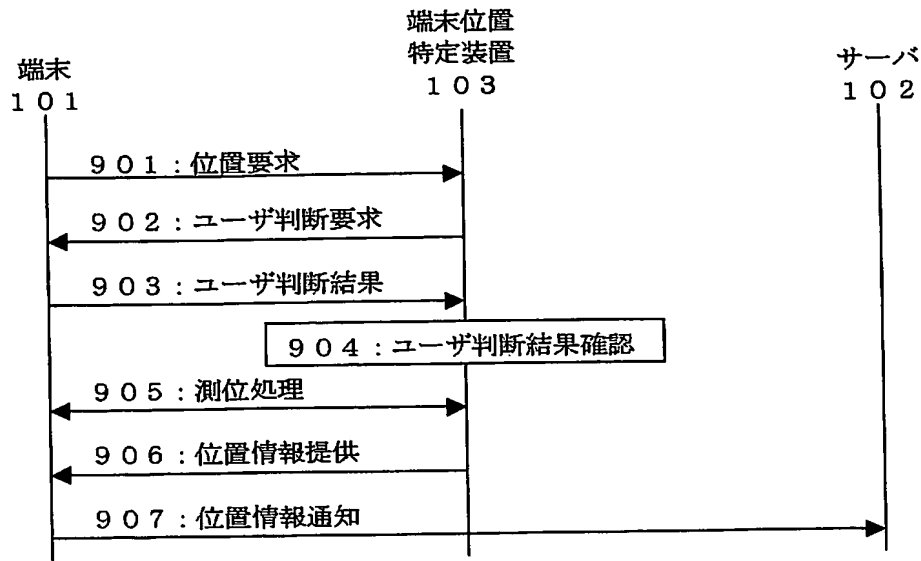 端末
101
端末位置
特定装置
103
サーバ
102
901:位置要求
902:ユーザ判断要求
903:ユーザ判断結果
904:ユーザ判断結果確認
905:測位処理
906:位置情報提供
907:位置情報通知